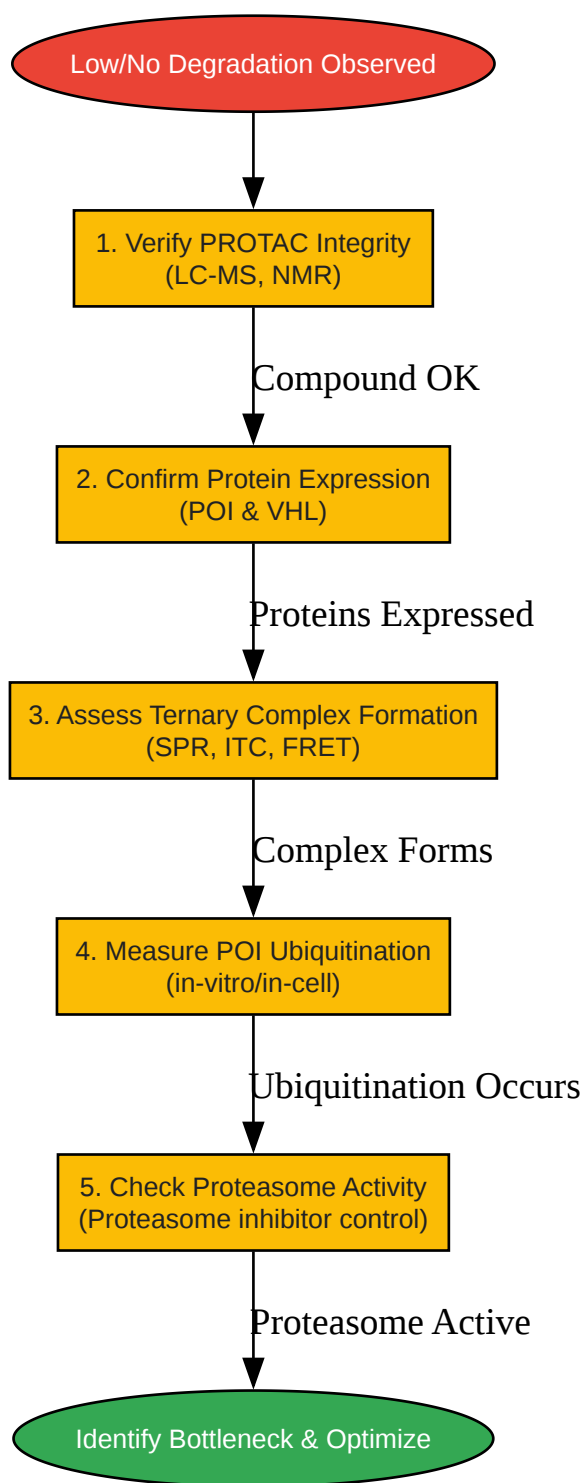 Low/No Degradation Observed
1. Verify PROTAC Integrity
(LC-MS, NMR)
Compound OK
2. Confirm Protein Expression
(POI & VHL)
Proteins Expressed
3. Assess Ternary Complex Formation
(SPR, ITC, FRET)
Complex Forms
4. Measure POI Ubiquitination
(in-vitro/in-cell)
Ubiquitination Occurs
5. Check Proteasome Activity
(Proteasome inhibitor control)
Proteasome Active
Identify Bottleneck & Optimize